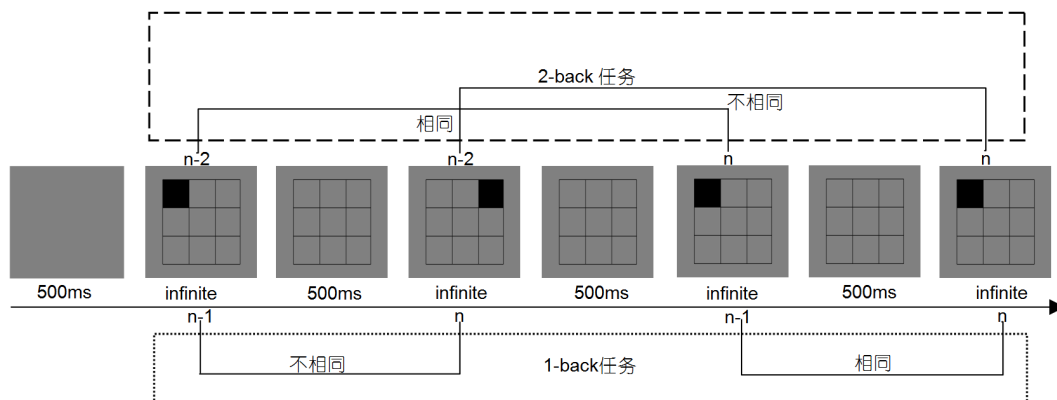 2-back 任务
不相同
相同
n-2 n-2 n n
500ms infinite 500ms infinite 500ms infinite 500ms infinite
n-1 n n-1 n
不相同 1-back任务 相同